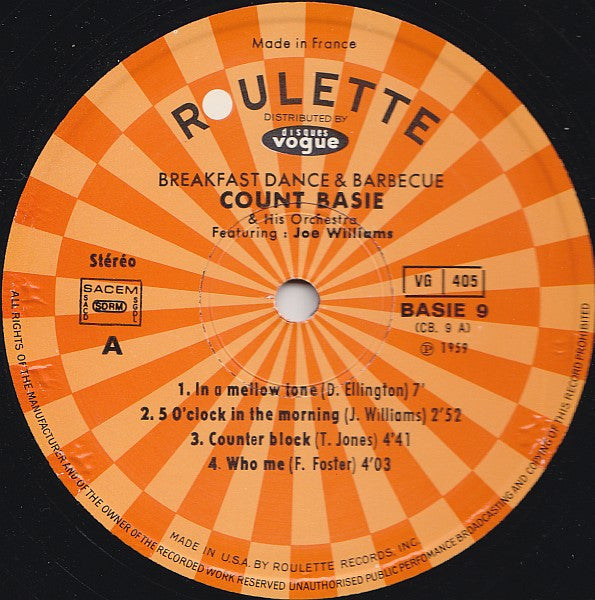 Made in France
ROULETTE
DISTRIBUTED BY
disques
vogue
BREAKFAST DANCE & BARBECUE
COUNT BASIE
& His Orchestra
Featuring : Joe Williams
Stéréo
SACEM
SACD
SDRM
SGDL
A
VG 405
BASIE 9
(CB. 9 A)
Ⓟ 1959
1. In a mellow tone (D. Ellington) 7'
2. 5 O'clock in the morning (J. Williams) 2'52
3. Counter block (T. Jones) 4'41
4. Who me (F. Foster) 4'03
MADE IN U.S.A. BY ROULETTE RECORDS, INC.
ALL RIGHTS OF THE MANUFACTURER AND OF THE OWNER OF THE RECORDED WORK RESERVED UNAUTHORISED PUBLIC PERFOMANCE BROADCASTING AND COPYING OF THIS RECORD PROHIBITED